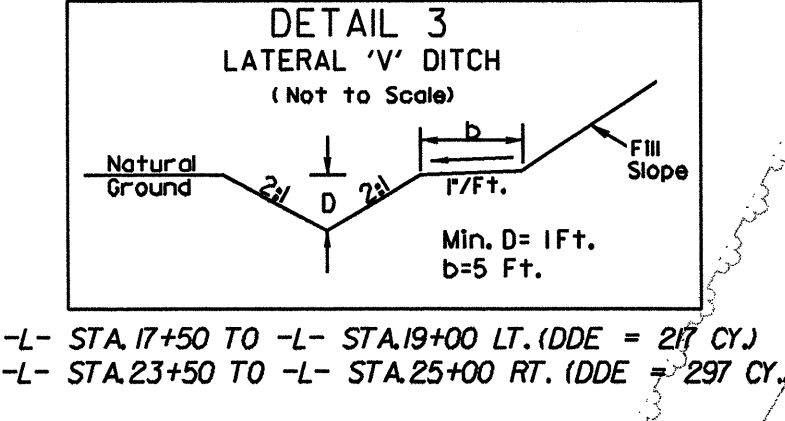 DETAIL 3
LATERAL 'V' DITCH
(Not to Scale)
b
Natural
Ground
2:1
D
2:1
1"/Ft.
Fill
Slope
Min. D= 1Ft.
b=5 Ft.
-L- STA.17+50 TO -L- STA.19+00 LT.(DDE = 217 CY.)
-L- STA.23+50 TO -L- STA.25+00 RT.(DDE = 297 CY.